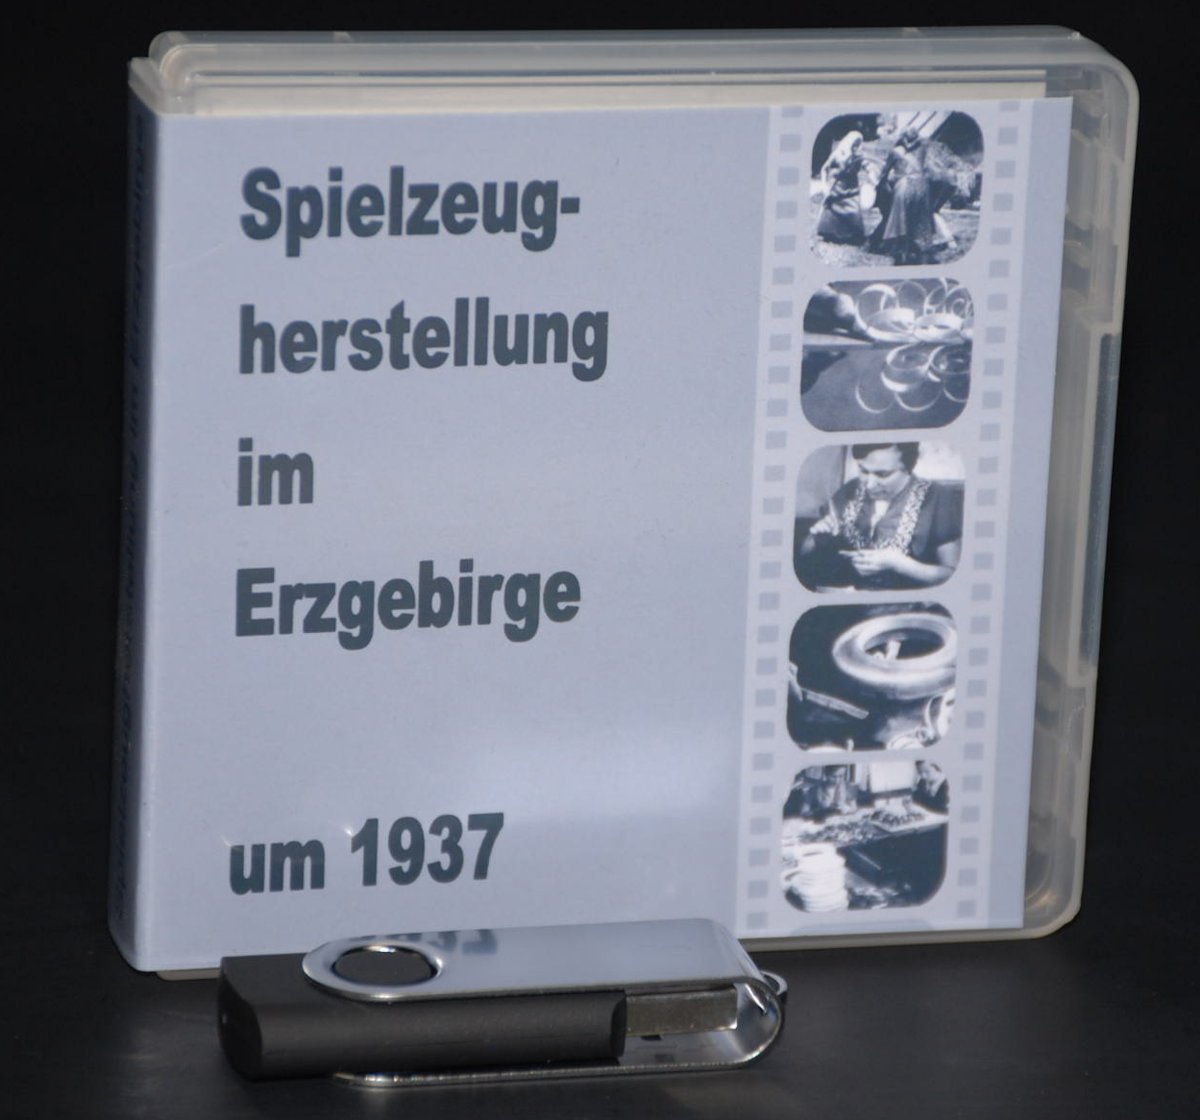 Spielzeug-
herstellung
im
Erzgebirge
um 1937